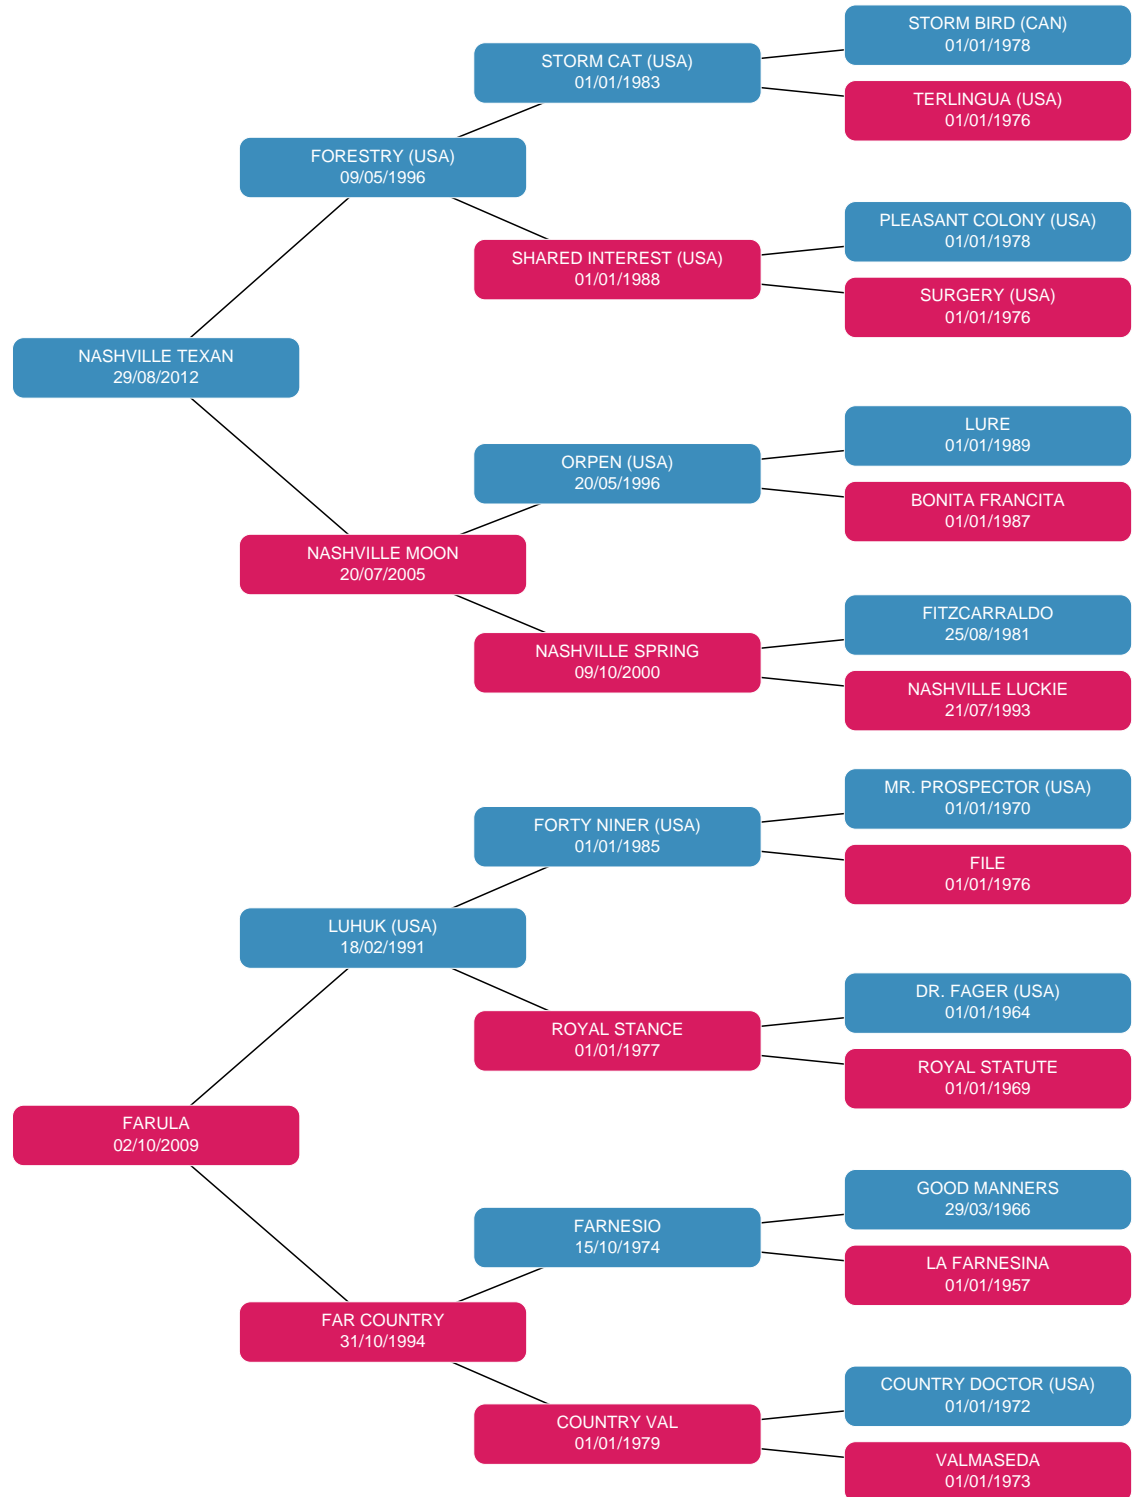 STORM BIRD (CAN)
01/01/1978
STORM CAT (USA)
01/01/1983
TERLINGUA (USA)
01/01/1976
FORESTRY (USA)
09/05/1996
PLEASANT COLONY (USA)
01/01/1978
SHARED INTEREST (USA)
01/01/1988
SURGERY (USA)
01/01/1976
NASHVILLE TEXAN
29/08/2012
LURE
01/01/1989
ORPEN (USA)
20/05/1996
BONITA FRANCITA
01/01/1987
NASHVILLE MOON
20/07/2005
FITZCARRALDO
25/08/1981
NASHVILLE SPRING
09/10/2000
NASHVILLE LUCKIE
21/07/1993
MR. PROSPECTOR (USA)
01/01/1970
FORTY NINER (USA)
01/01/1985
FILE
01/01/1976
LUHUK (USA)
18/02/1991
DR. FAGER (USA)
01/01/1964
ROYAL STANCE
01/01/1977
ROYAL STATUTE
01/01/1969
FARULA
02/10/2009
GOOD MANNERS
29/03/1966
FARNESIO
15/10/1974
LA FARNESINA
01/01/1957
FAR COUNTRY
31/10/1994
COUNTRY DOCTOR (USA)
01/01/1972
COUNTRY VAL
01/01/1979
VALMASEDA
01/01/1973